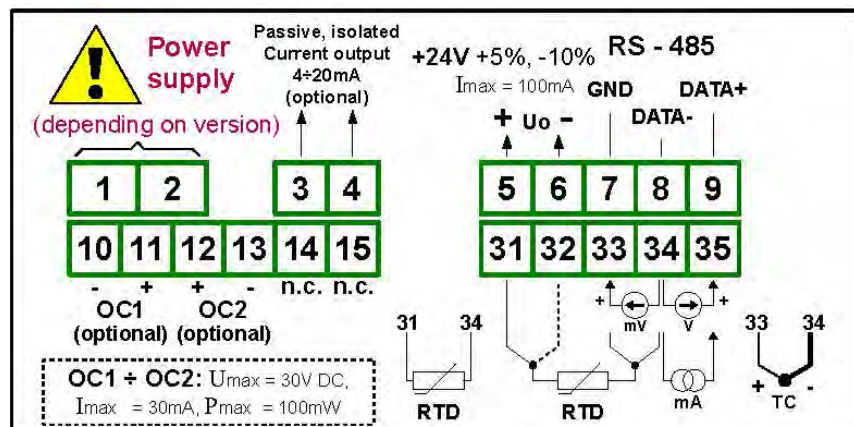 Power
supply
(depending on version)
Passive, isolated
Current output
4÷20mA
(optional)
+24V +5%, -10%
Imax = 100mA
+ Uo -
RS - 485
GND
DATA-
DATA+
1 2 3 4 5 6 7 8 9
10 11 12 13 14 15 31 32 33 34 35
- + + - n.c. n.c.
OC1
(optional)
OC2
(optional)
OC1 ÷ OC2: Umax = 30V DC,
Imax = 30mA, Pmax = 100mW
31 34
RTD
RTD
+ mV
V +
mA
33 34
+ TC -